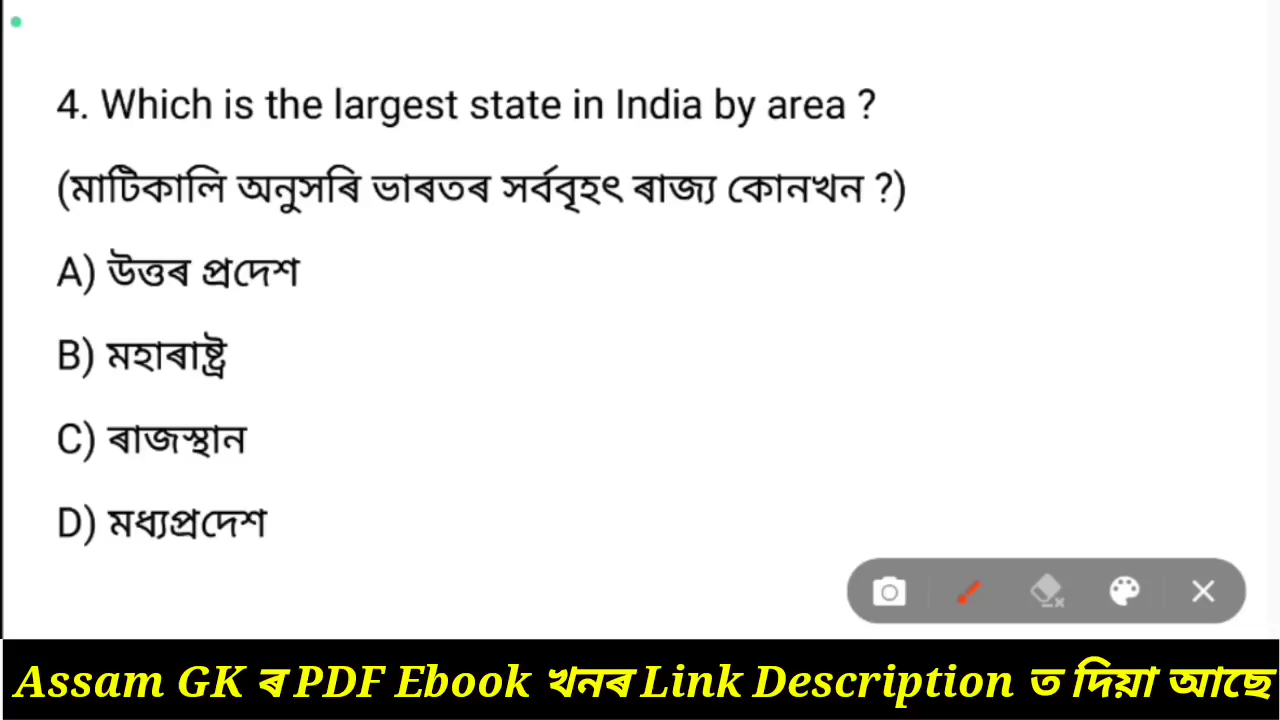 4. Which is the largest state in India by area ?
(মাটিকালি অনুসৰি ভাৰতৰ সৰ্ববৃহৎ ৰাজ্য কোনখন ?)
A) উত্তৰ প্ৰদেশ
B) মহাৰাষ্ট্ৰ
C) ৰাজস্থান
D) মধ্যপ্ৰদেশ
Assam GK ৰ PDF Ebook খনৰ Link Description ত দিয়া আছে